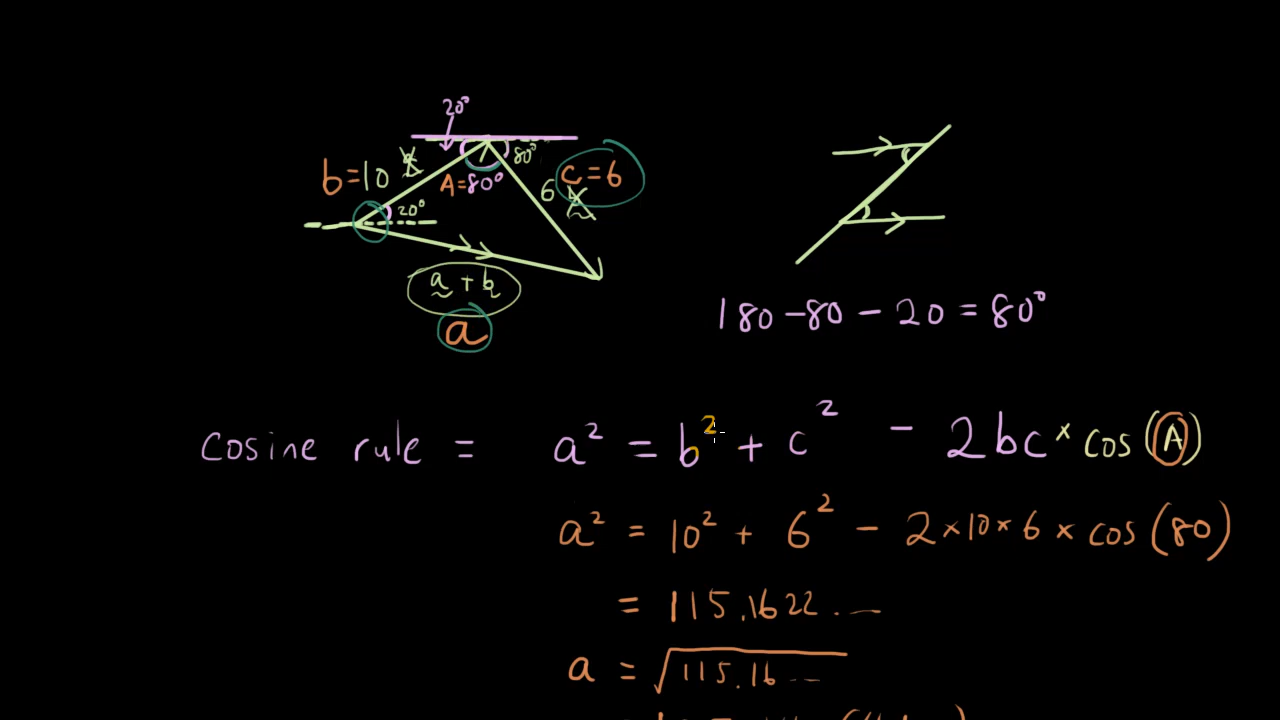 20°
80°
b=10 a
A=80°
c=6
6 b
20°
a + b
a
180 - 80 - 20 = 80°
cosine rule = a² = b² + c² - 2bc × cos(A)
a² = 10² + 6² - 2×10×6 × cos(80)
= 115.1622...
a = √115.16...